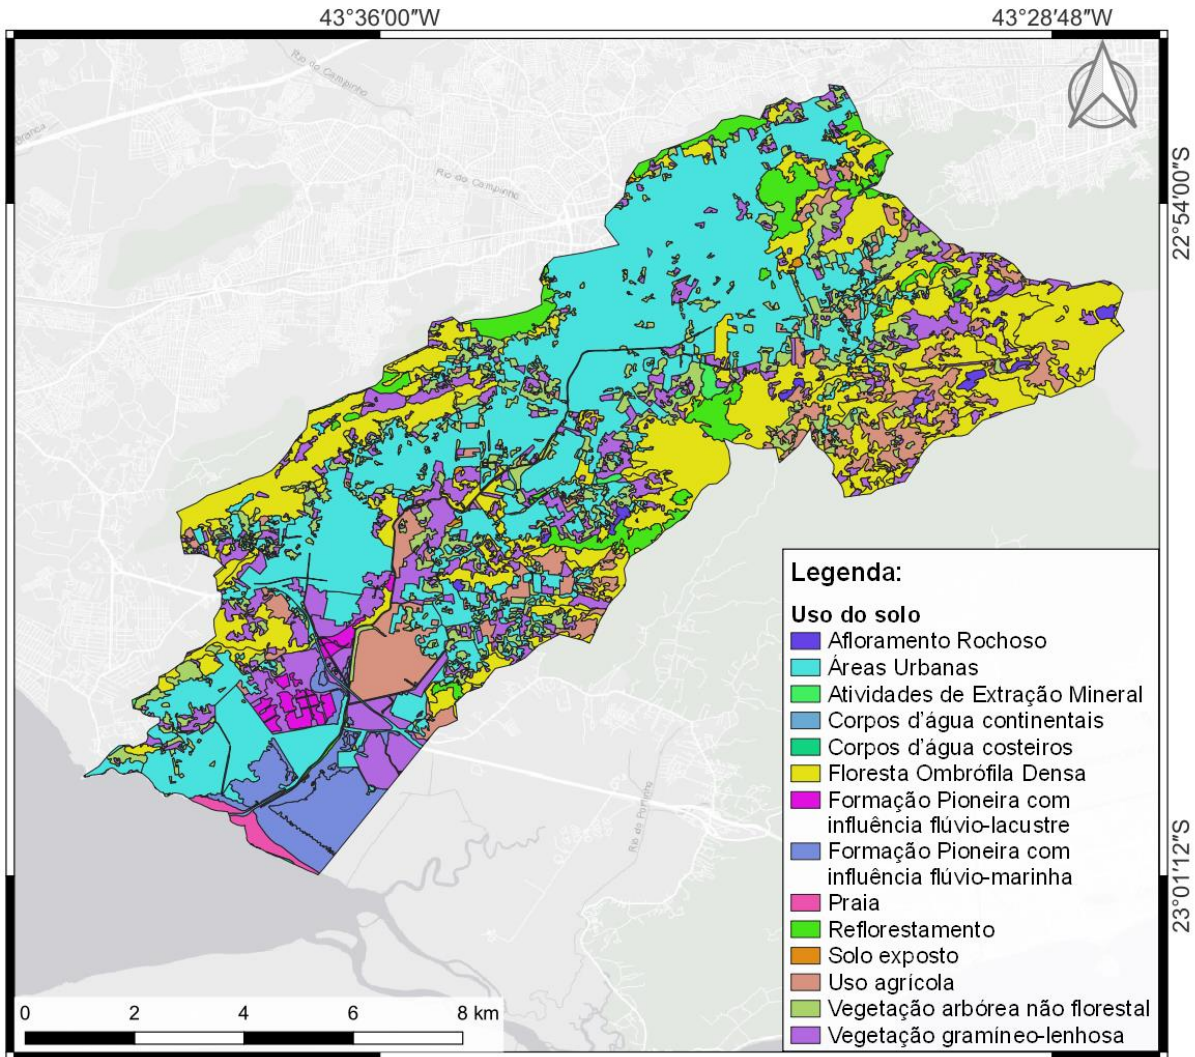 43°36'00"W
43°28'48"W
Rio do Campinho
Branca
Rio do Campinho
22°54'00"S
Legenda:
Uso do solo
Afloramento Rochoso
Áreas Urbanas
Atividades de Extração Mineral
Corpos d'água continentais
Corpos d'água costeiros
Floresta Ombrófila Densa
Formação Pioneira com
influência flúvio-lacustre
Formação Pioneira com
influência flúvio-marinha
Praia
Reflorestamento
Solo exposto
Uso agrícola
Vegetação arbórea não florestal
Vegetação gramíneo-lenhosa
Rio do Portinho
23°01'12"S
0 2 4 6 8 km